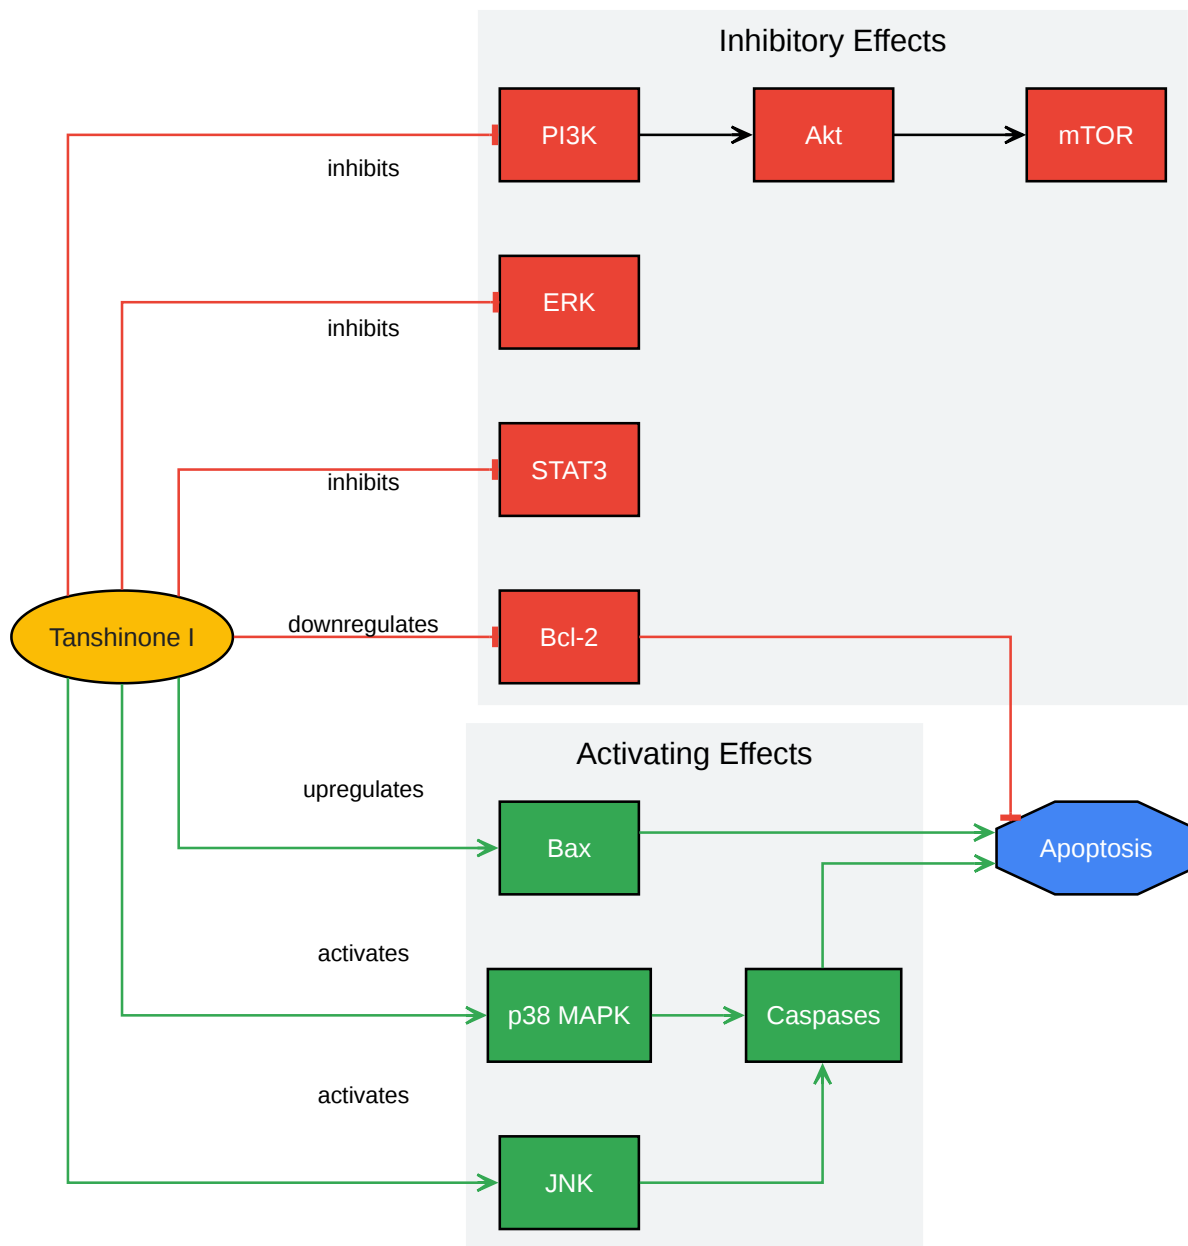 Inhibitory Effects
PI3K
Akt
mTOR
inhibits
ERK
inhibits
STAT3
inhibits
downregulates
Tanshinone I
Bcl-2
Activating Effects
upregulates
Bax
Apoptosis
activates
p38 MAPK
Caspases
activates
JNK